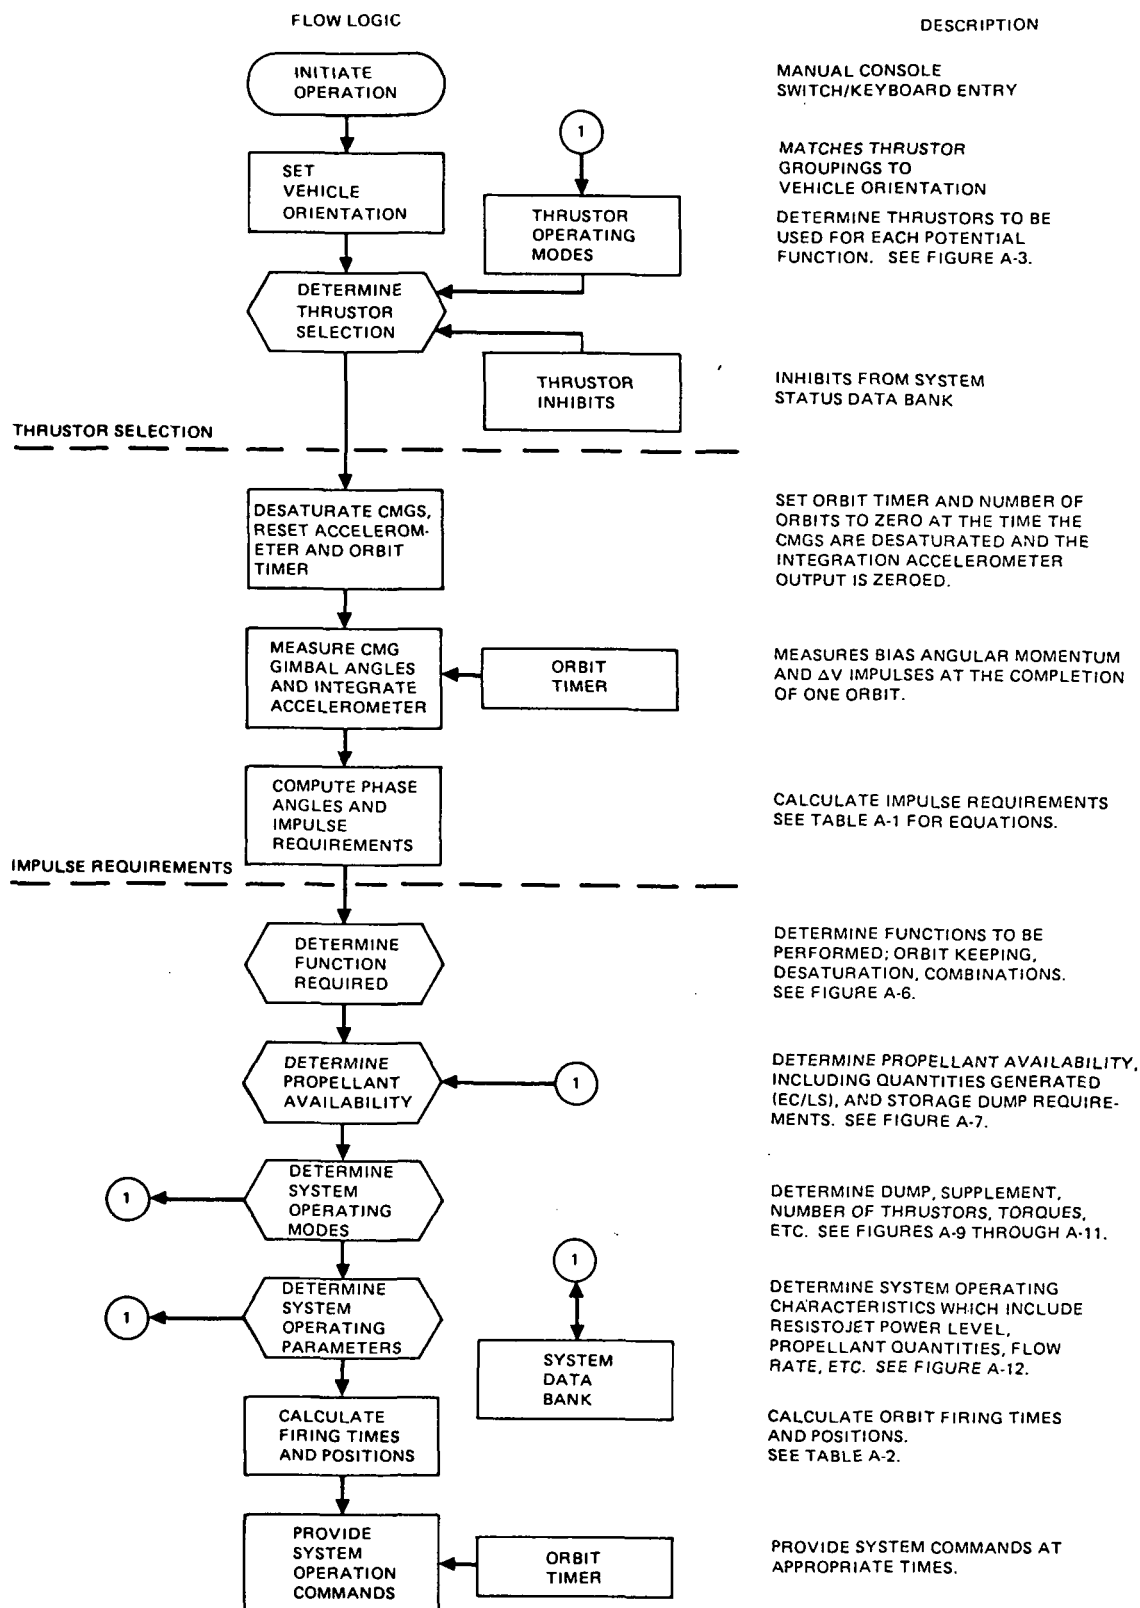 FLOW LOGIC
DESCRIPTION
INITIATE
OPERATION
MANUAL CONSOLE
SWITCH/KEYBOARD ENTRY
1
SET
VEHICLE
ORIENTATION
MATCHES THRUSTOR
GROUPINGS TO
VEHICLE ORIENTATION
THRUSTOR
OPERATING
MODES
DETERMINE THRUSTORS TO BE
USED FOR EACH POTENTIAL
FUNCTION. SEE FIGURE A-3.
DETERMINE
THRUSTOR
SELECTION
THRUSTOR
INHIBITS
INHIBITS FROM SYSTEM
STATUS DATA BANK
THRUSTOR SELECTION
DESATURATE CMGS,
RESET ACCELEROM-
ETER AND ORBIT
TIMER
SET ORBIT TIMER AND NUMBER OF
ORBITS TO ZERO AT THE TIME THE
CMGS ARE DESATURATED AND THE
INTEGRATION ACCELEROMETER
OUTPUT IS ZEROED.
MEASURE CMG
GIMBAL ANGLES
AND INTEGRATE
ACCELEROMETER
ORBIT
TIMER
MEASURES BIAS ANGULAR MOMENTUM
AND ΔV IMPULSES AT THE COMPLETION
OF ONE ORBIT.
COMPUTE PHASE
ANGLES AND
IMPULSE
REQUIREMENTS
CALCULATE IMPULSE REQUIREMENTS
SEE TABLE A-1 FOR EQUATIONS.
IMPULSE REQUIREMENTS
DETERMINE
FUNCTION
REQUIRED
DETERMINE FUNCTIONS TO BE
PERFORMED; ORBIT KEEPING,
DESATURATION, COMBINATIONS.
SEE FIGURE A-6.
DETERMINE
PROPELLANT
AVAILABILITY
1
DETERMINE PROPELLANT AVAILABILITY,
INCLUDING QUANTITIES GENERATED
(EC/LS), AND STORAGE DUMP REQUIRE-
MENTS. SEE FIGURE A-7.
1
DETERMINE
SYSTEM
OPERATING
MODES
DETERMINE DUMP, SUPPLEMENT,
NUMBER OF THRUSTORS, TORQUES,
ETC. SEE FIGURES A-9 THROUGH A-11.
1
1
DETERMINE
SYSTEM
OPERATING
PARAMETERS
SYSTEM
DATA
BANK
DETERMINE SYSTEM OPERATING
CHARACTERISTICS WHICH INCLUDE
RESISTOJET POWER LEVEL,
PROPELLANT QUANTITIES, FLOW
RATE, ETC. SEE FIGURE A-12.
CALCULATE
FIRING TIMES
AND POSITIONS
CALCULATE ORBIT FIRING TIMES
AND POSITIONS.
SEE TABLE A-2.
PROVIDE
SYSTEM
OPERATION
COMMANDS
ORBIT
TIMER
PROVIDE SYSTEM COMMANDS AT
APPROPRIATE TIMES.